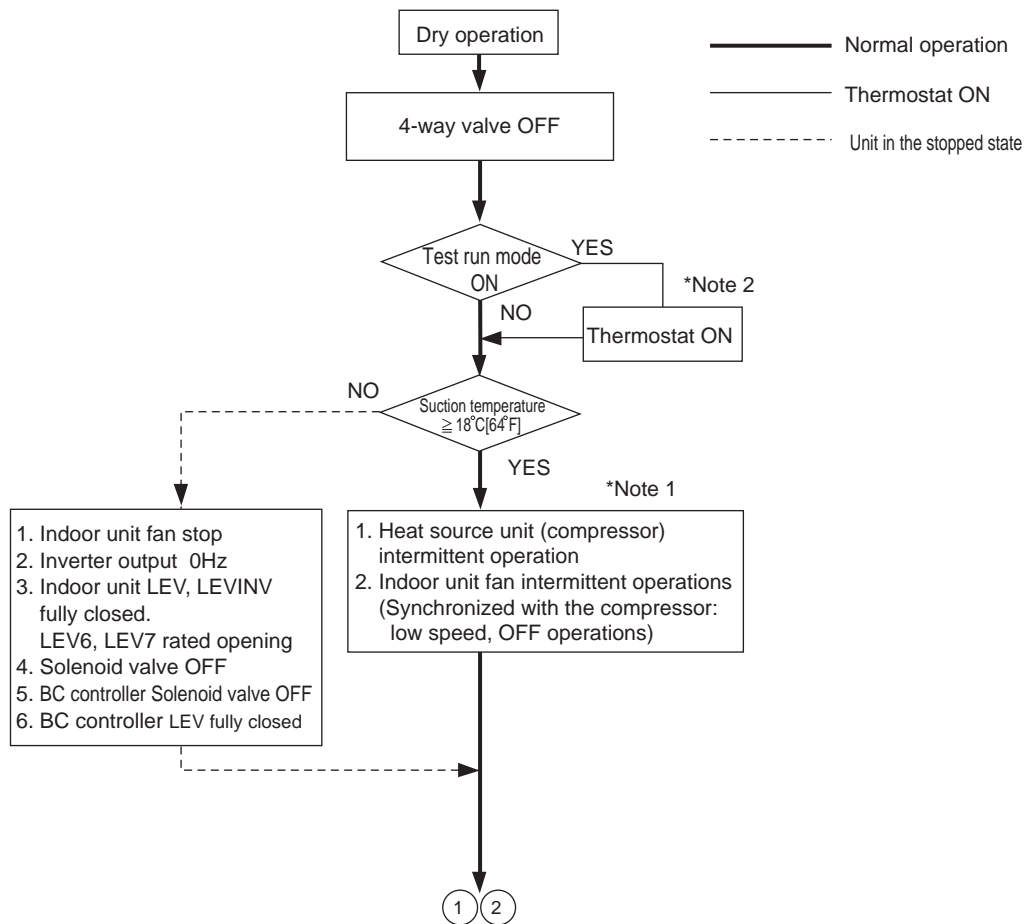 Dry operation
Normal operation
4-way valve OFF
Thermostat ON
Unit in the stopped state
Test run mode
ON
YES
*Note 2
NO
Thermostat ON
NO
Suction temperature
≧ 18°C[64°F]
YES
*Note 1
1. Indoor unit fan stop
2. Inverter output 0Hz
3. Indoor unit LEV, LEVINV
fully closed.
LEV6, LEV7 rated opening
4. Solenoid valve OFF
5. BC controller Solenoid valve OFF
6. BC controller LEV fully closed
1. Heat source unit (compressor)
intermittent operation
2. Indoor unit fan intermittent operations
(Synchronized with the compressor:
low speed, OFF operations)
1 2